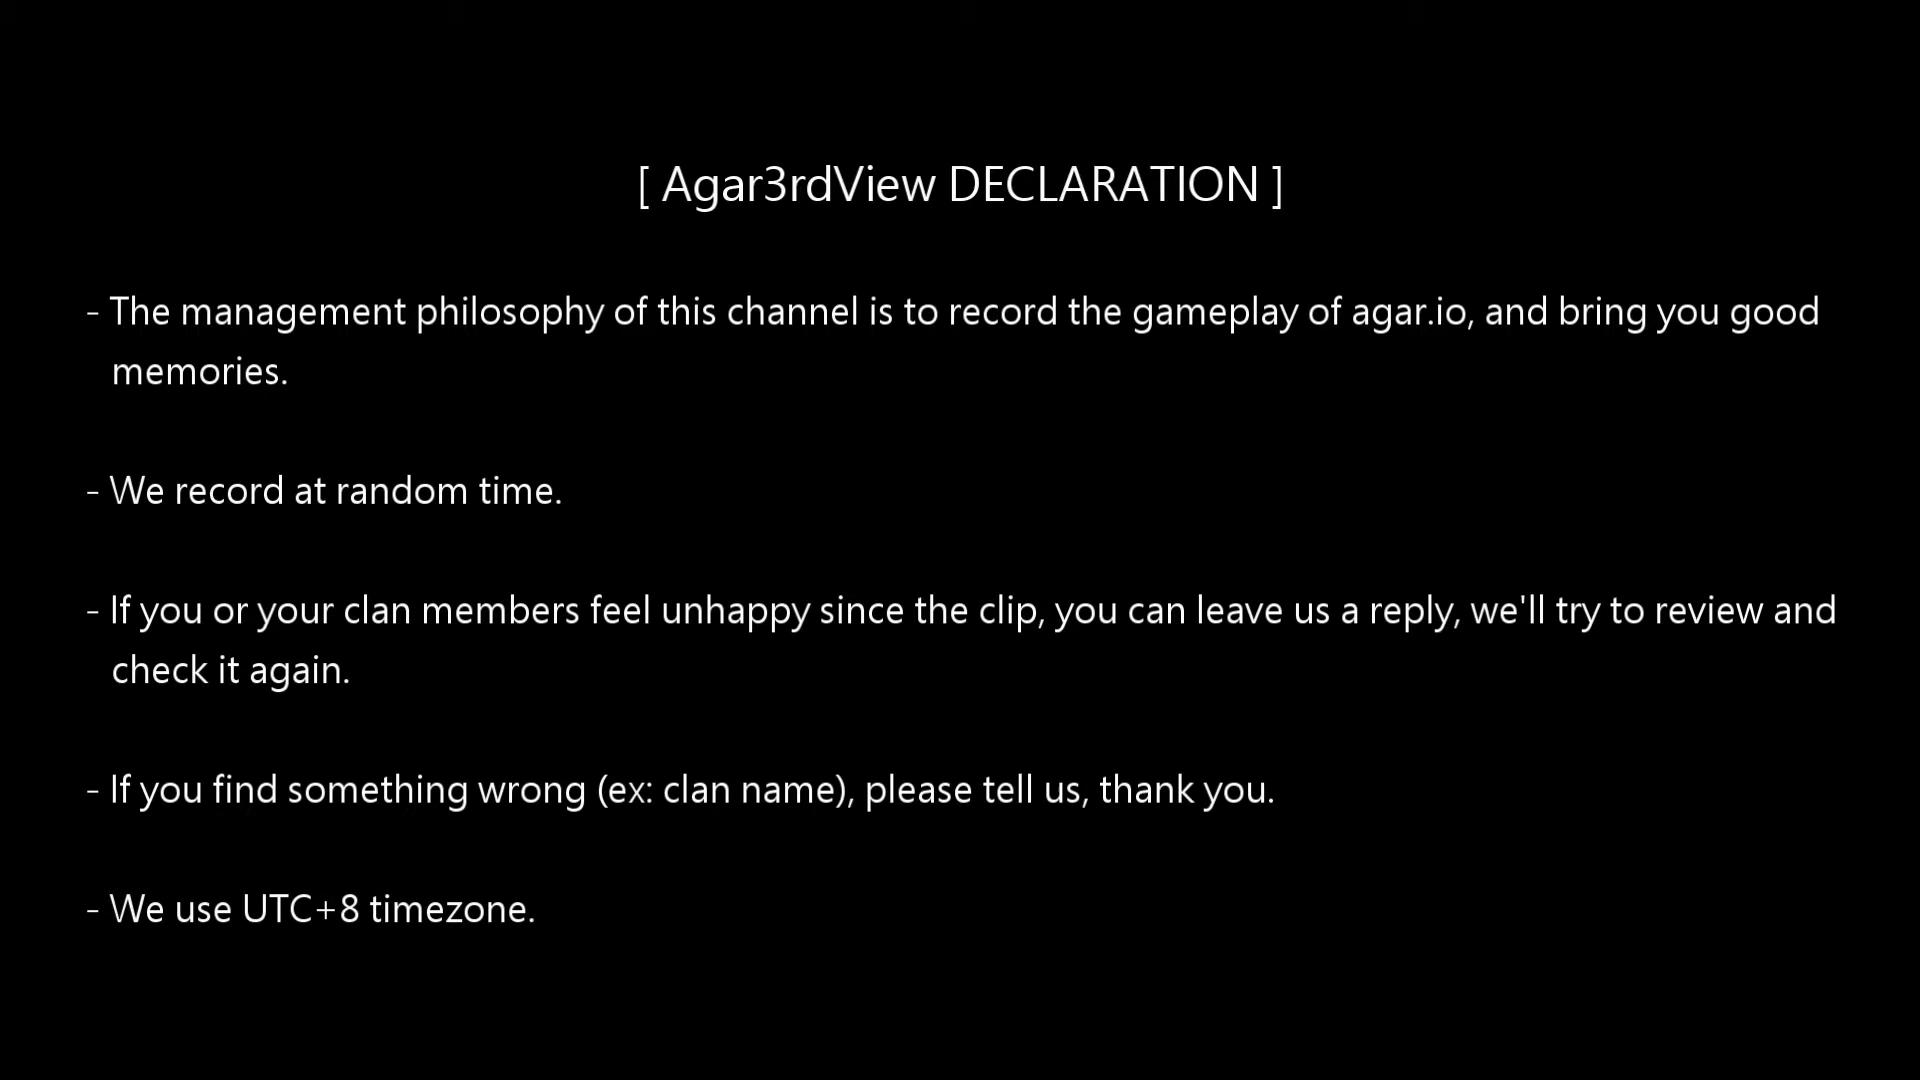 [ Agar3rdView DECLARATION ]
- The management philosophy of this channel is to record the gameplay of agar.io, and bring you good
memories.
- We record at random time.
- If you or your clan members feel unhappy since the clip, you can leave us a reply, we'll try to review and
check it again.
- If you find something wrong (ex: clan name), please tell us, thank you.
- We use UTC+8 timezone.